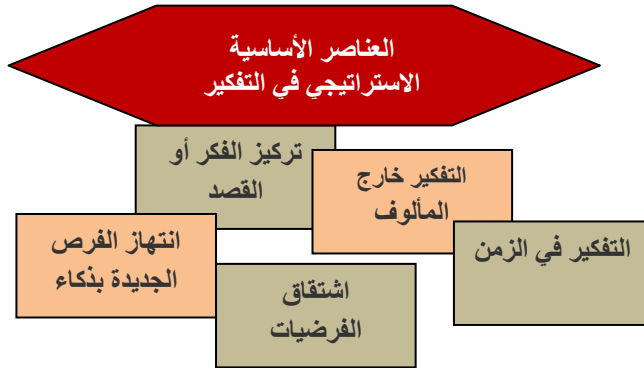 العناصر الأساسية
الاستراتيجي في التفكير
تركيز الفكر أو
القصد
التفكير خارج
المألوف
التفكير في الزمن
انتهاز الفرص
الجديدة بذكاء
اشتقاق
الفرضيات